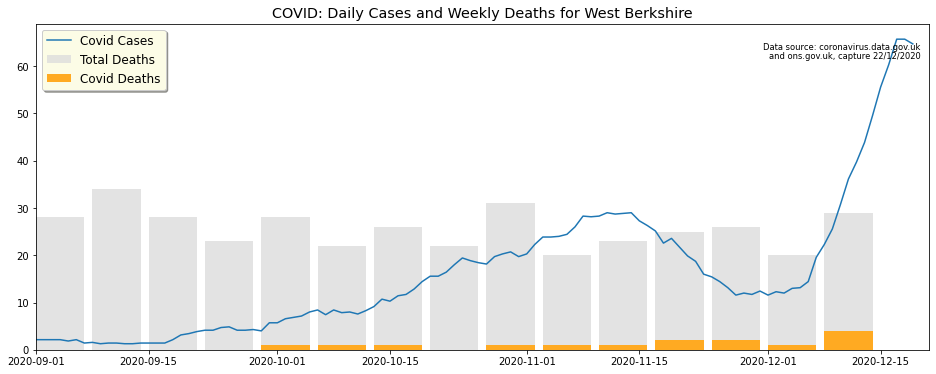 COVID: Daily Cases and Weekly Deaths for West Berkshire
Covid Cases
Total Deaths
Covid Deaths
Data source: coronavirus.data.gov.uk
and ons.gov.uk, capture 22/12/2020
60
50
40
30
20
10
0
2020-09-01 2020-09-15 2020-10-01 2020-10-15 2020-11-01 2020-11-15 2020-12-01 2020-12-15